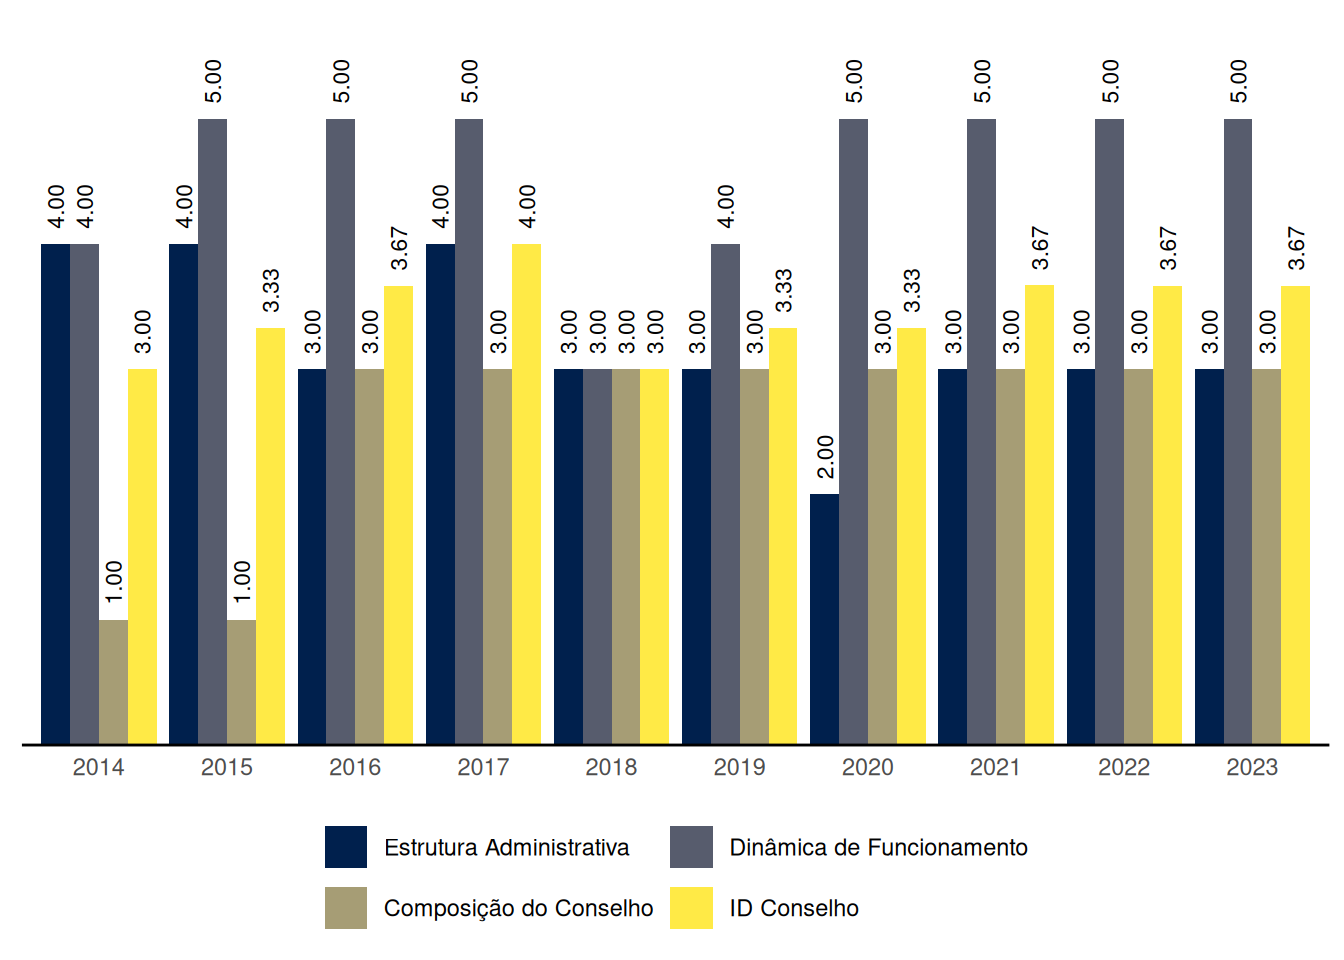 5.00 5.00 5.00 5.00 5.00 5.00 5.00
4.00 4.00 4.00 4.00 4.00 4.00
3.67 3.67 3.67 3.67
3.33 3.33 3.33
3.00 3.00 3.00 3.00 3.00 3.00 3.00 3.00 3.00 3.00 3.00 3.00 3.00 3.00 3.00 3.00 3.00
2.00
1.00 1.00
2014 2015 2016 2017 2018 2019 2020 2021 2022 2023
Estrutura Administrativa Dinâmica de Funcionamento
Composição do Conselho ID Conselho